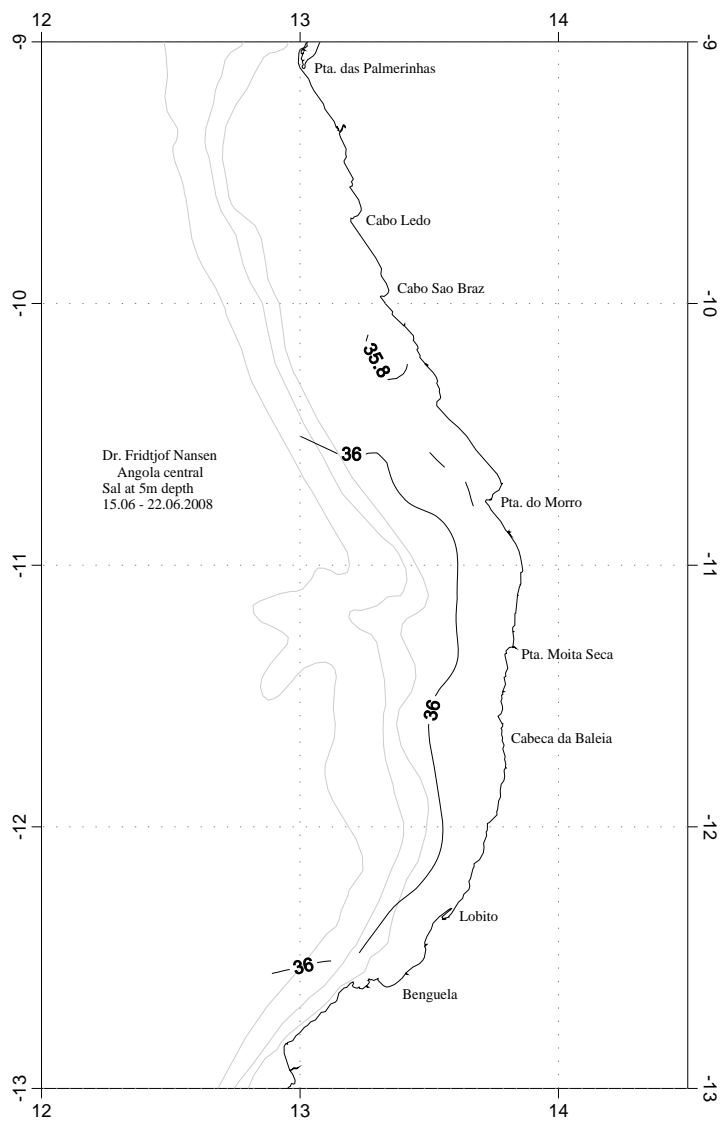 12 13 14
-9 -9
Pta. das Palmerinhas
Cabo Ledo
Cabo Sao Braz
-10 -10
35.8
36
Dr. Fridtjof Nansen
Angola central
Sal at 5m depth
15.06 - 22.06.2008
Pta. do Morro
-11 -11
Pta. Moita Seca
36
Cabeca da Baleia
-12 -12
Lobito
36
Benguela
-13 -13
12 13 14